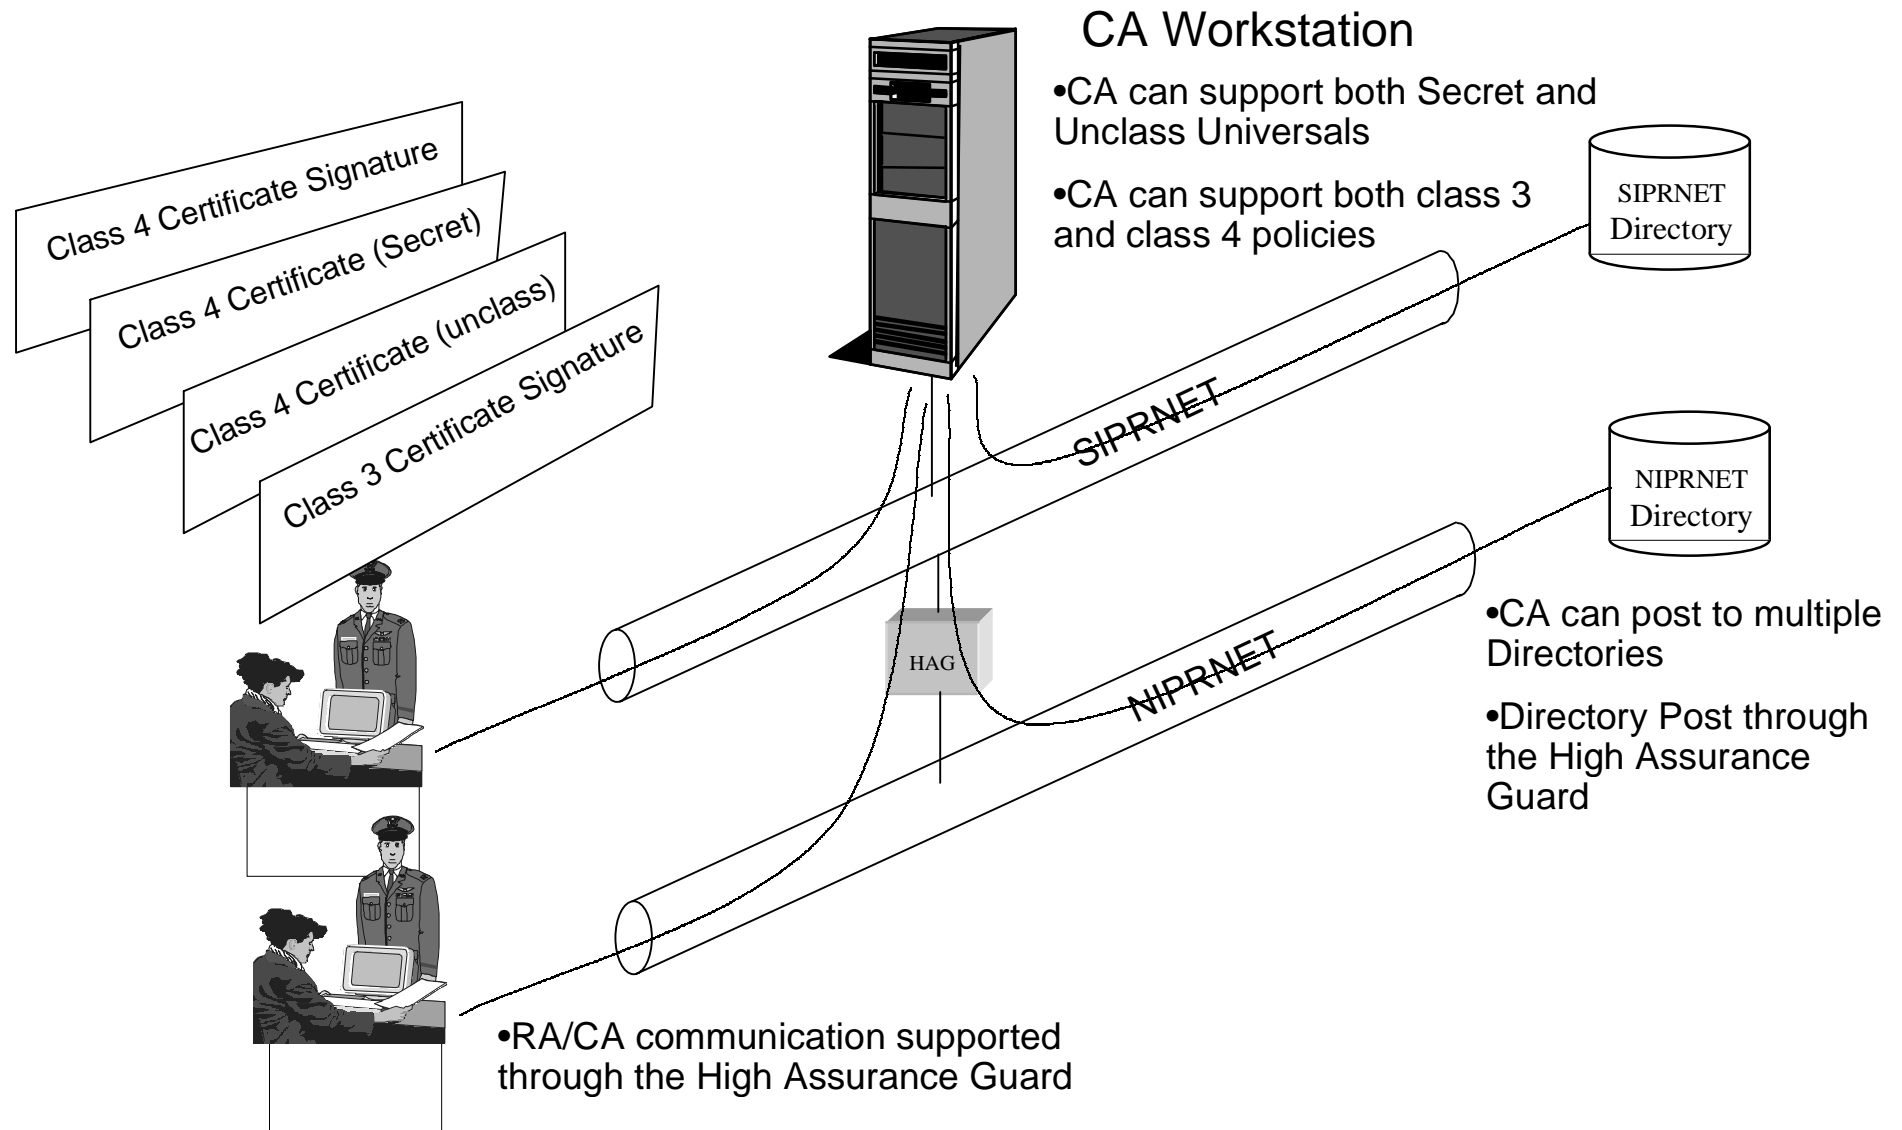 CA Workstation
•CA can support both Secret and
Unclass Universals
•CA can support both class 3
and class 4 policies
Class 4 Certificate Signature
Class 4 Certificate (Secret)
Class 4 Certificate (unclass)
Class 3 Certificate Signature
SIPRNET
Directory
SIPRNET
NIPRNET
Directory
HAG
NIPRNET
•CA can post to multiple
Directories
•Directory Post through
the High Assurance
Guard
•RA/CA communication supported
through the High Assurance Guard